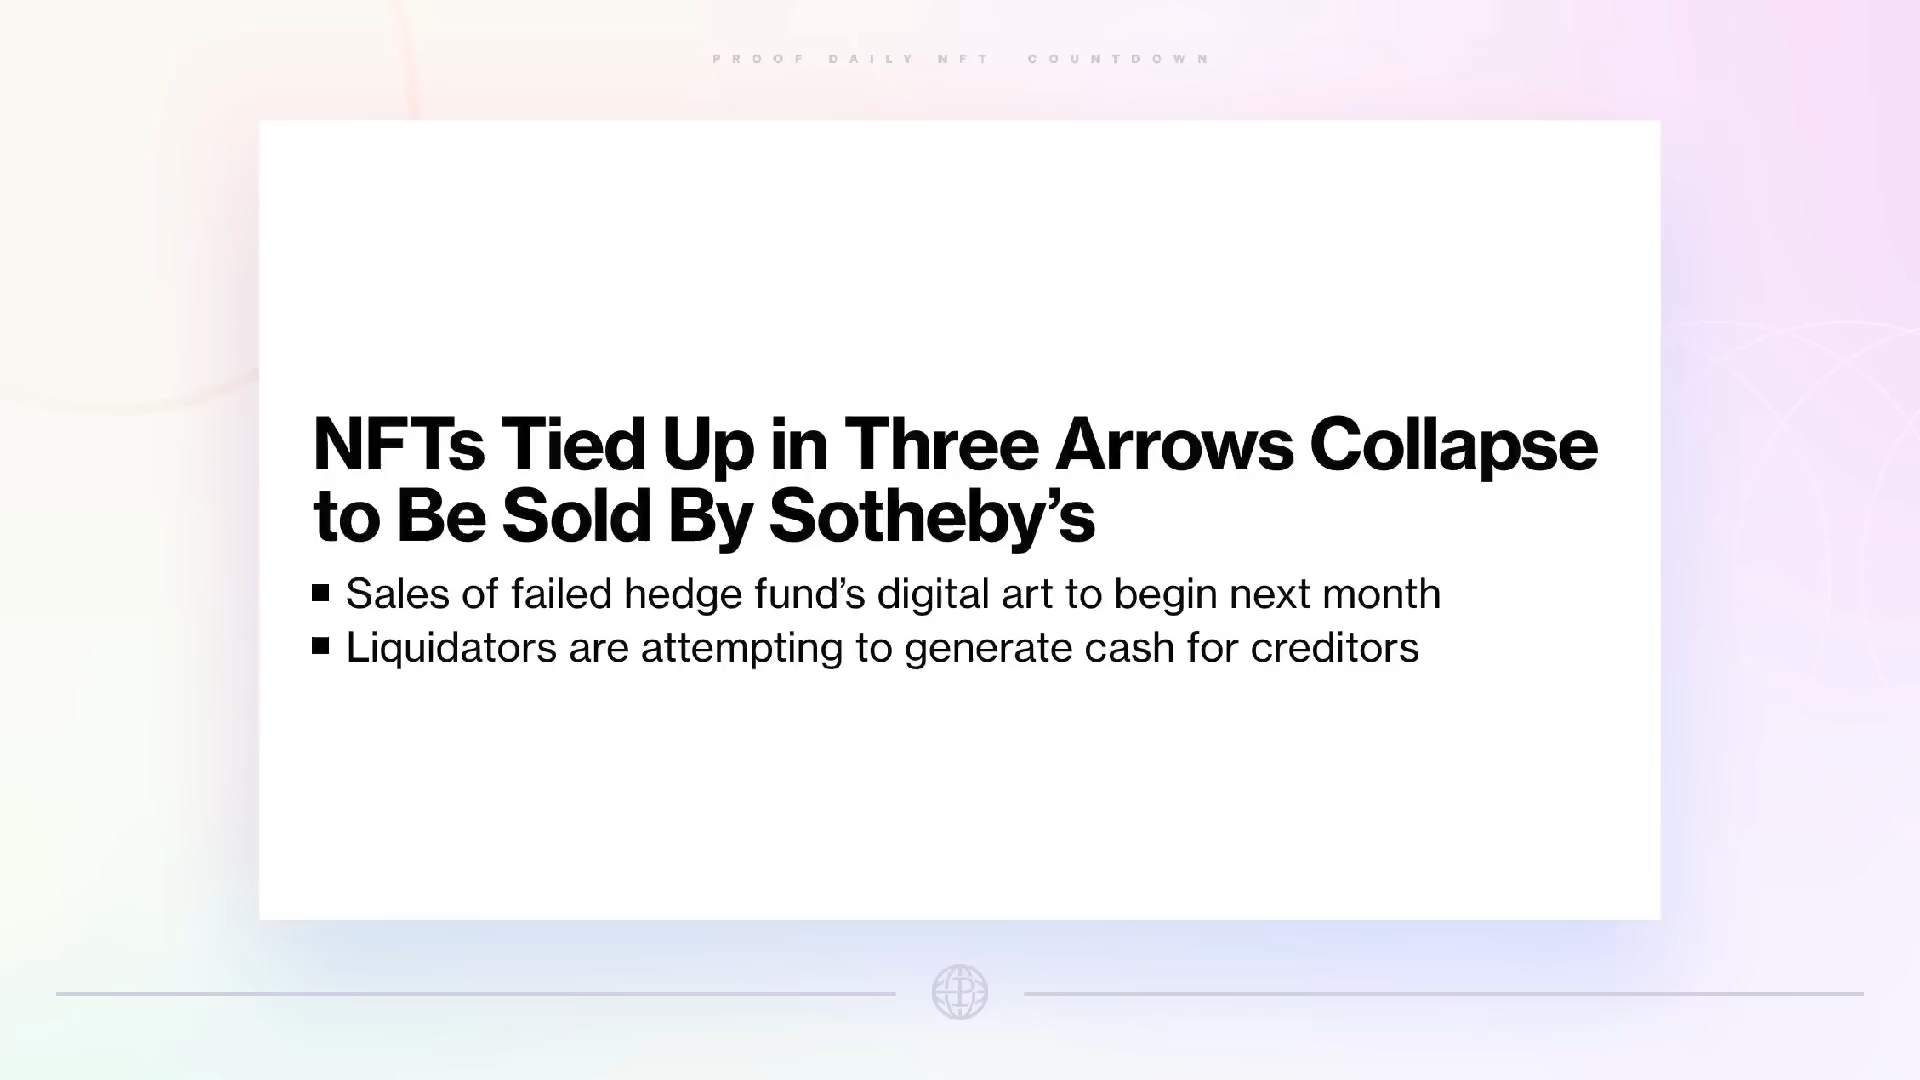 PROOF DAILY NFT COUNTDOWN
NFTs Tied Up in Three Arrows Collapse
to Be Sold By Sotheby’s
■ Sales of failed hedge fund’s digital art to begin next month
■ Liquidators are attempting to generate cash for creditors
P